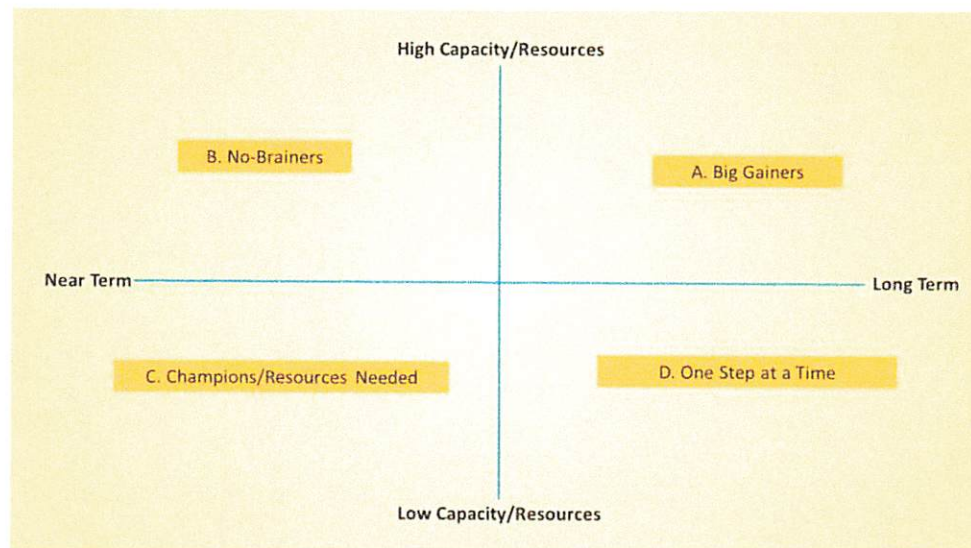 High Capacity/Resources
B. No-Brainers
A. Big Gainers
Near Term
Long Term
C. Champions/Resources Needed
D. One Step at a Time
Low Capacity/Resources